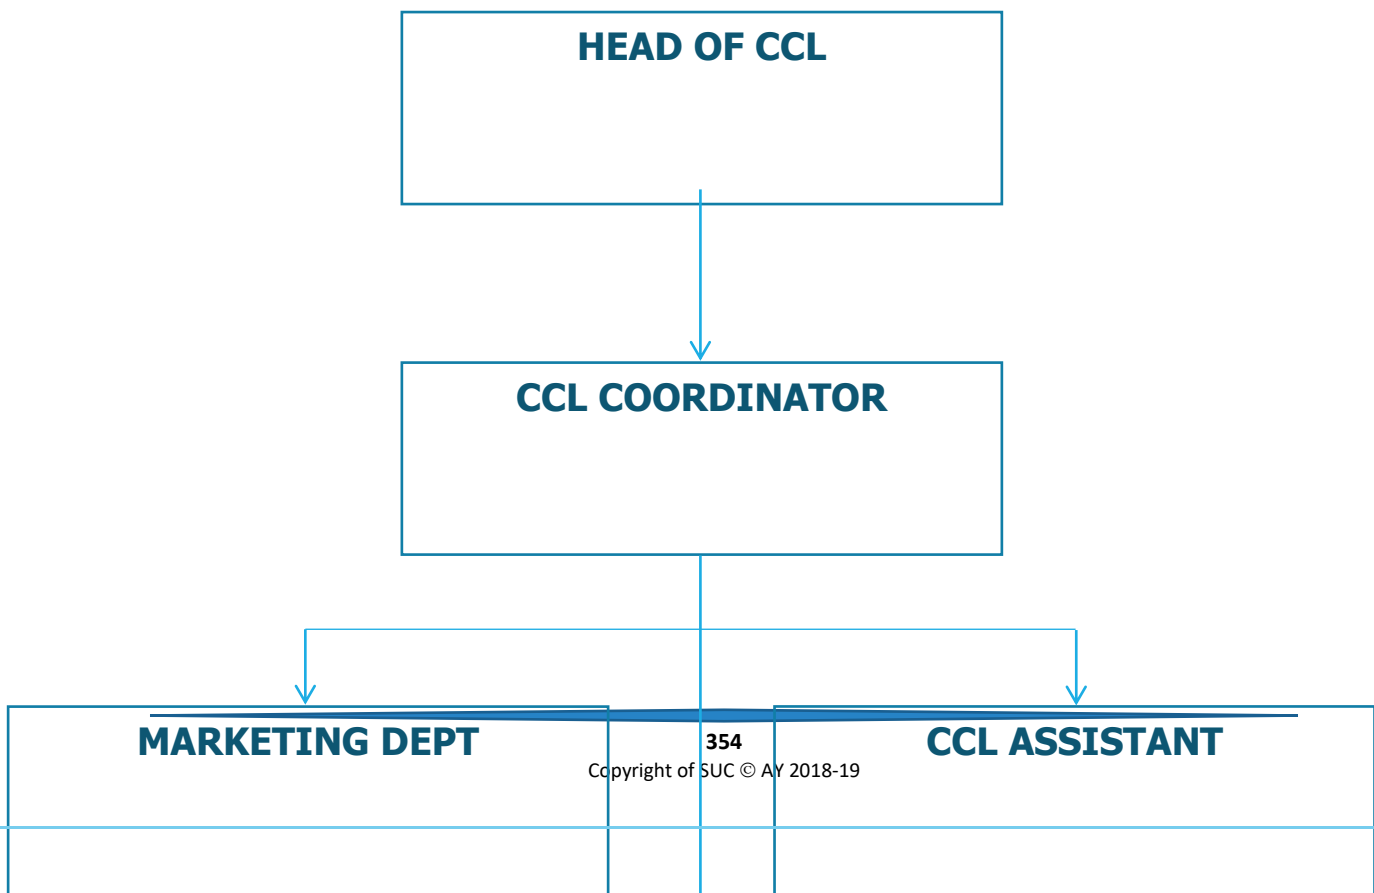 HEAD OF CCL
CCL COORDINATOR
MARKETING DEPT
CCL ASSISTANT
354
Copyright of SUC © AY 2018-19